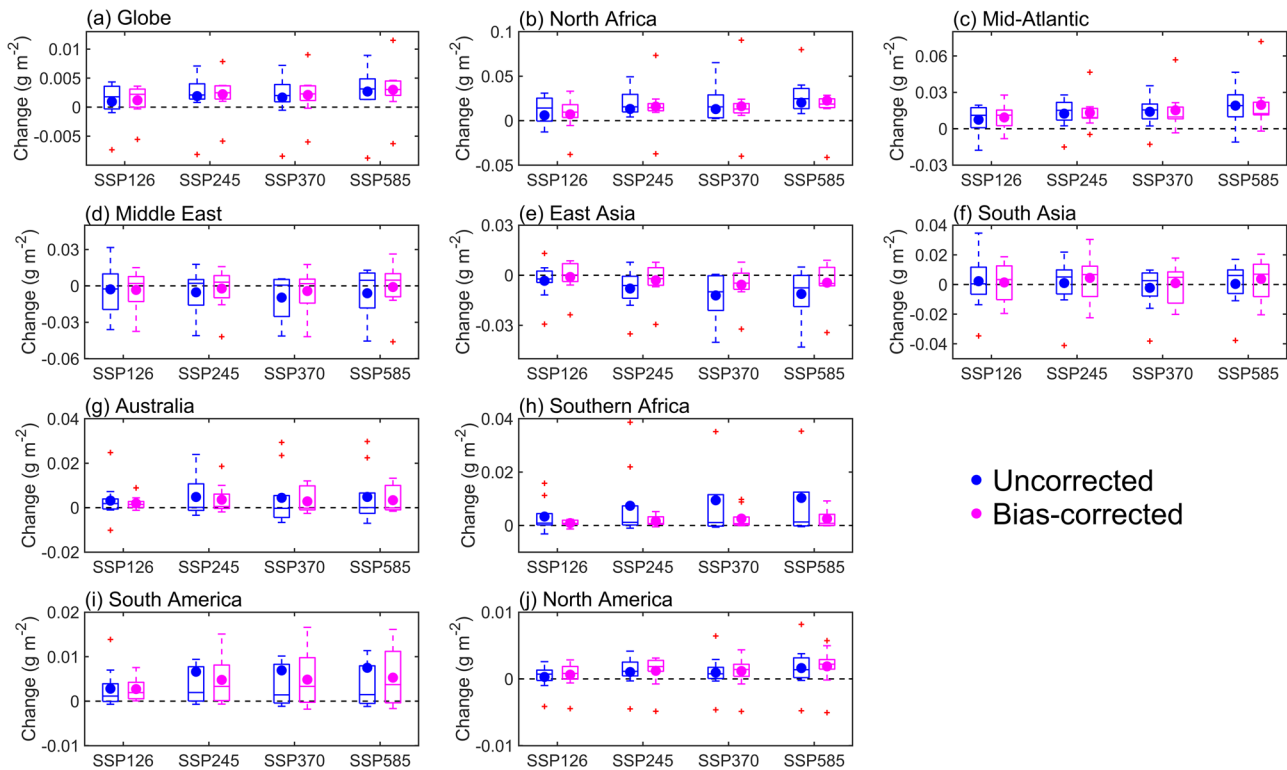 (a) Globe
Change (g m⁻²)
0.01
0.005
0
-0.005
SSP126 SSP245 SSP370 SSP585
(b) North Africa
Change (g m⁻²)
0.1
0.05
0
-0.05
SSP126 SSP245 SSP370 SSP585
(c) Mid-Atlantic
Change (g m⁻²)
0.06
0.03
0
-0.03
SSP126 SSP245 SSP370 SSP585
(d) Middle East
Change (g m⁻²)
0.03
0
-0.03
-0.06
SSP126 SSP245 SSP370 SSP585
(e) East Asia
Change (g m⁻²)
0.03
0
-0.03
SSP126 SSP245 SSP370 SSP585
(f) South Asia
Change (g m⁻²)
0.04
0.02
0
-0.02
-0.04
SSP126 SSP245 SSP370 SSP585
(g) Australia
Change (g m⁻²)
0.04
0.02
0
-0.02
SSP126 SSP245 SSP370 SSP585
(h) Southern Africa
Change (g m⁻²)
0.04
0.02
0
SSP126 SSP245 SSP370 SSP585
Uncorrected
Bias-corrected
(i) South America
Change (g m⁻²)
0.02
0.01
0
-0.01
SSP126 SSP245 SSP370 SSP585
(j) North America
Change (g m⁻²)
0.01
0
-0.01
SSP126 SSP245 SSP370 SSP585